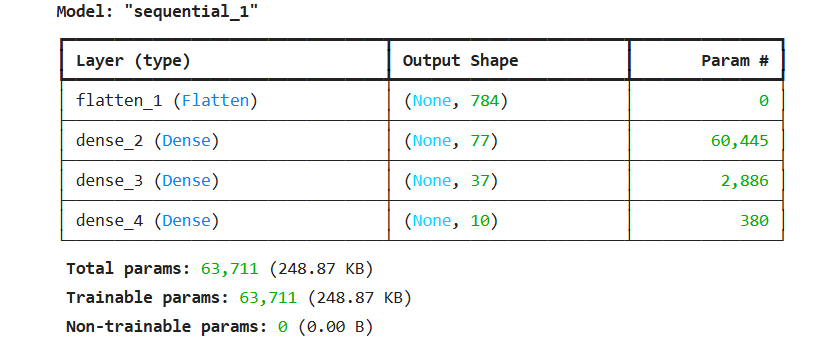 Model: "sequential_1"
Layer (type) Output Shape Param #
flatten_1 (Flatten) (None, 784) 0
dense_2 (Dense) (None, 77) 60,445
dense_3 (Dense) (None, 37) 2,886
dense_4 (Dense) (None, 10) 380
Total params: 63,711 (248.87 KB)
Trainable params: 63,711 (248.87 KB)
Non-trainable params: 0 (0.00 B)